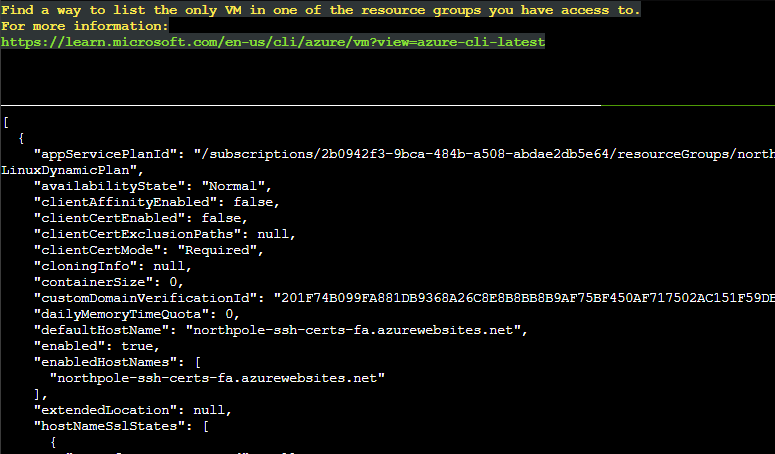 Find a way to list the only VM in one of the resource groups you have access to.
For more information:
https://learn.microsoft.com/en-us/cli/azure/vm?view=azure-cli-latest
[
  {
    "appServicePlanId": "/subscriptions/2b0942f3-9bca-484b-a508-abdae2db5e64/resourceGroups/north
LinuxDynamicPlan",
    "availabilityState": "Normal",
    "clientAffinityEnabled": false,
    "clientCertEnabled": false,
    "clientCertExclusionPaths": null,
    "clientCertMode": "Required",
    "cloningInfo": null,
    "containerSize": 0,
    "customDomainVerificationId": "201F74B099FA881DB9368A26C8E8B8BB8B9AF75BF450AF717502AC151F59DE
    "dailyMemoryTimeQuota": 0,
    "defaultHostName": "northpole-ssh-certs-fa.azurewebsites.net",
    "enabled": true,
    "enabledHostNames": [
      "northpole-ssh-certs-fa.azurewebsites.net"
    ],
    "extendedLocation": null,
    "hostNameSslStates": [
      {